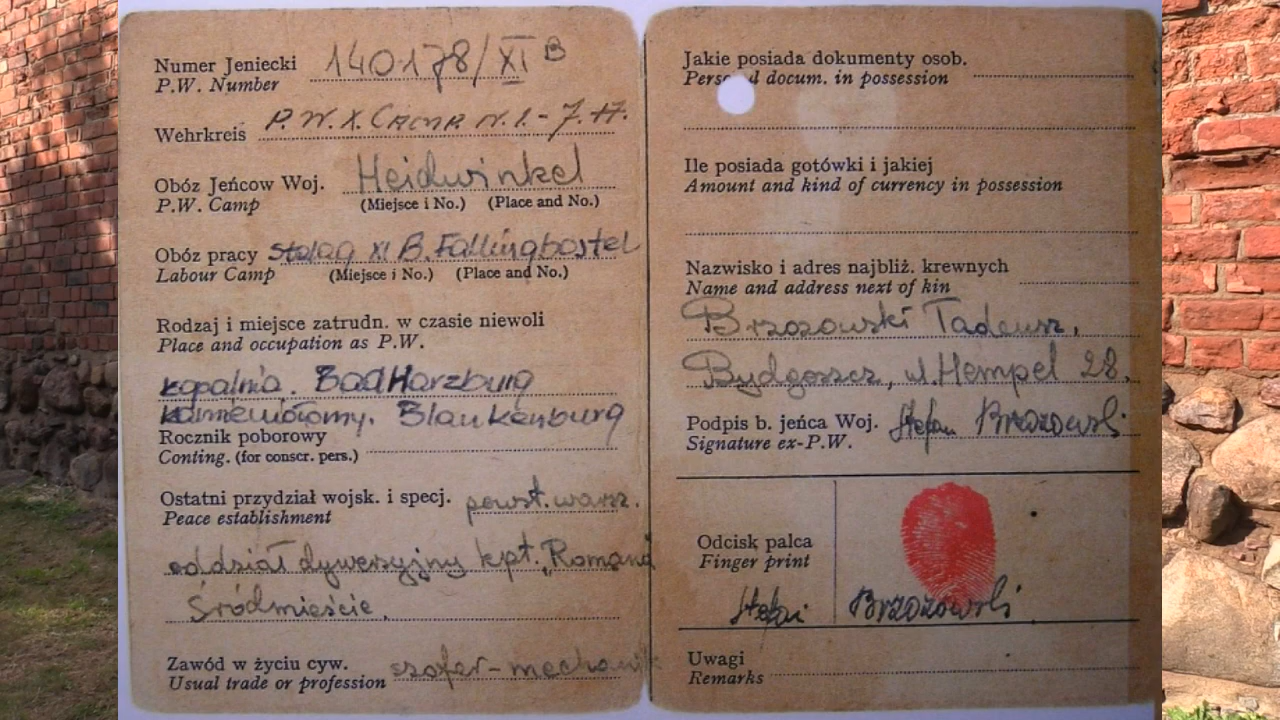 Numer Jeniecki 140178/XI B
P.W. Number
Wehrkreis P.W.X. Camp N.1.-7.H.
Obóz Jeńcow Woj. Heidwinkel
P.W. Camp (Miejsce i No.) (Place and No.)
Obóz pracy Stalag XI B. Fallingbostel
Labour Camp (Miejsce i No.) (Place and No.)
Rodzaj i miejsce zatrudn. w czasie niewoli
Place and occupation as P.W.
kopalnia. Bad Harzburg
kamieniołomy. Blankenburg
Rocznik poborowy
Conting. (for conscr. pers.)
Ostatni przydział wojsk. i specj. powst. warsz.
Peace establishment
oddział dywersyjny kpt. „Romana
Śródmieście.
Zawód w życiu cyw. szofer-mechanik
Usual trade or profession
Jakie posiada dokumenty osob.
docum. in possession
Ile posiada gotówki i jakiej
Amount and kind of currency in possession
Nazwisko i adres najbliż. krewnych
Name and address next of kin
Brzozowski Tadeusz,
Bydgoszcz, ul. Hempel 28.
Podpis b. jeńca Woj. Stefan Brzozowski
Signature ex-P.W.
Odcisk palca
Finger print
Stefan Brzozowski
Uwagi
Remarks